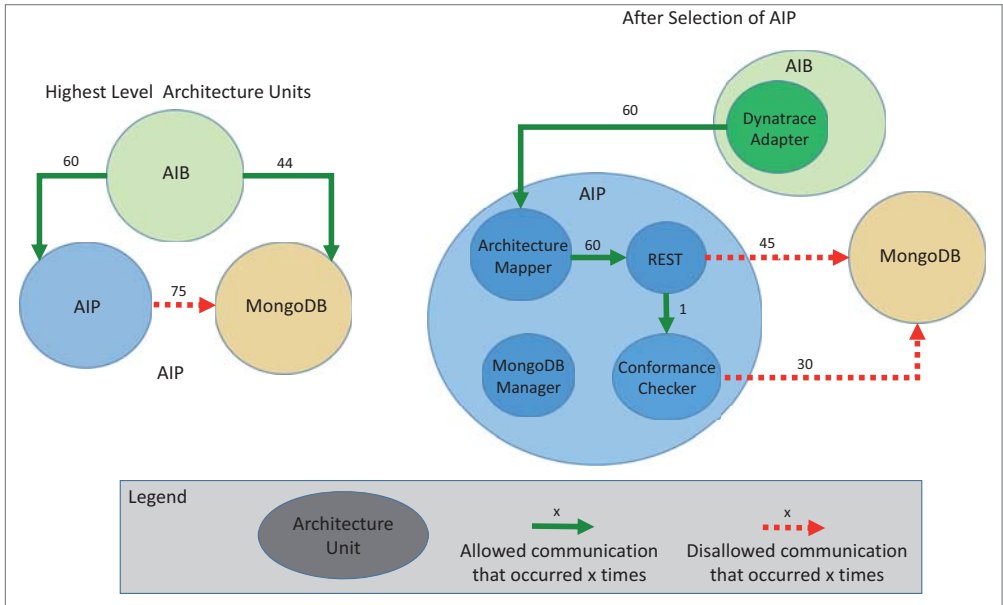 After Selection of AIP
Highest Level Architecture Units
AIB
60
44
AIP
75
MongoDB
AIP
AIB
Dynatrace
Adapter
60
AIP
Architecture
Mapper
60
REST
45
MongoDB
1
MongoDB
Manager
Conformance
Checker
30
Legend
Architecture
Unit
x
Allowed communication
that occurred x times
x
Disallowed communication
that occurred x times